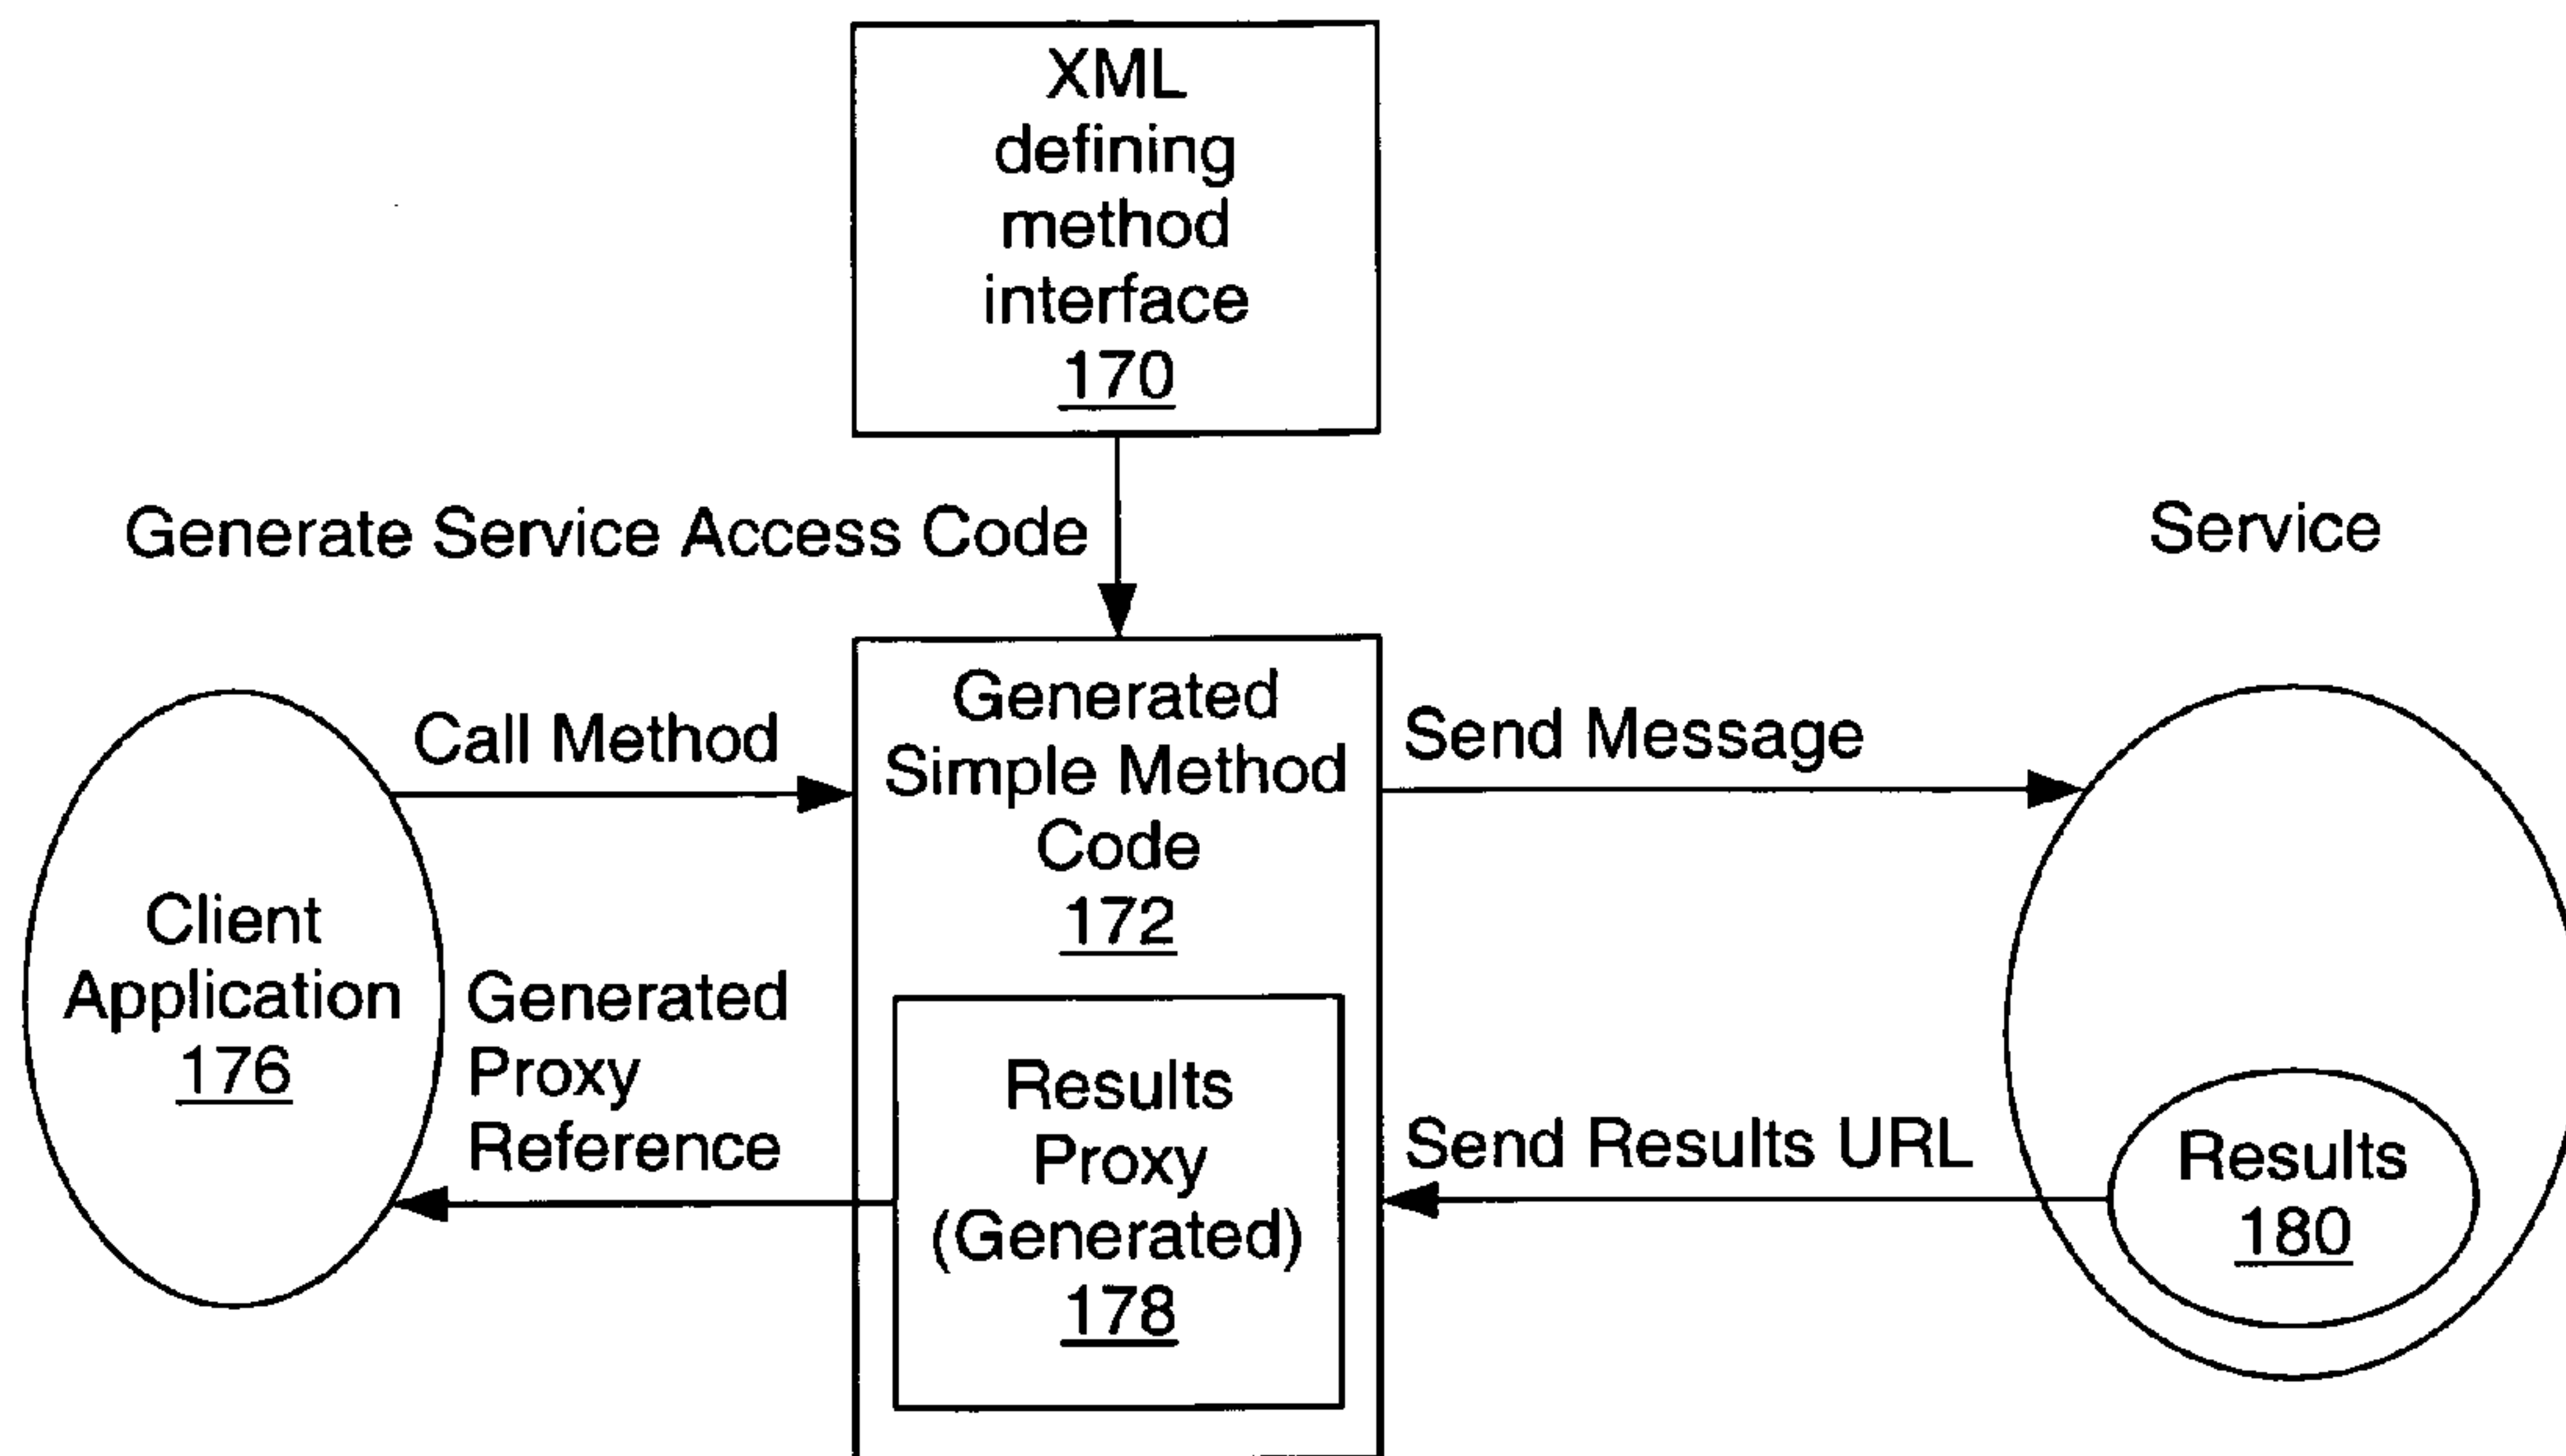 XML
defining
method
interface
170
Generate Service Access Code
Service
Call Method
Generated
Simple Method
Code
172
Send Message
Client
Application
176
Generated
Proxy
Reference
Results
Proxy
(Generated)
178
Send Results URL
Results
180